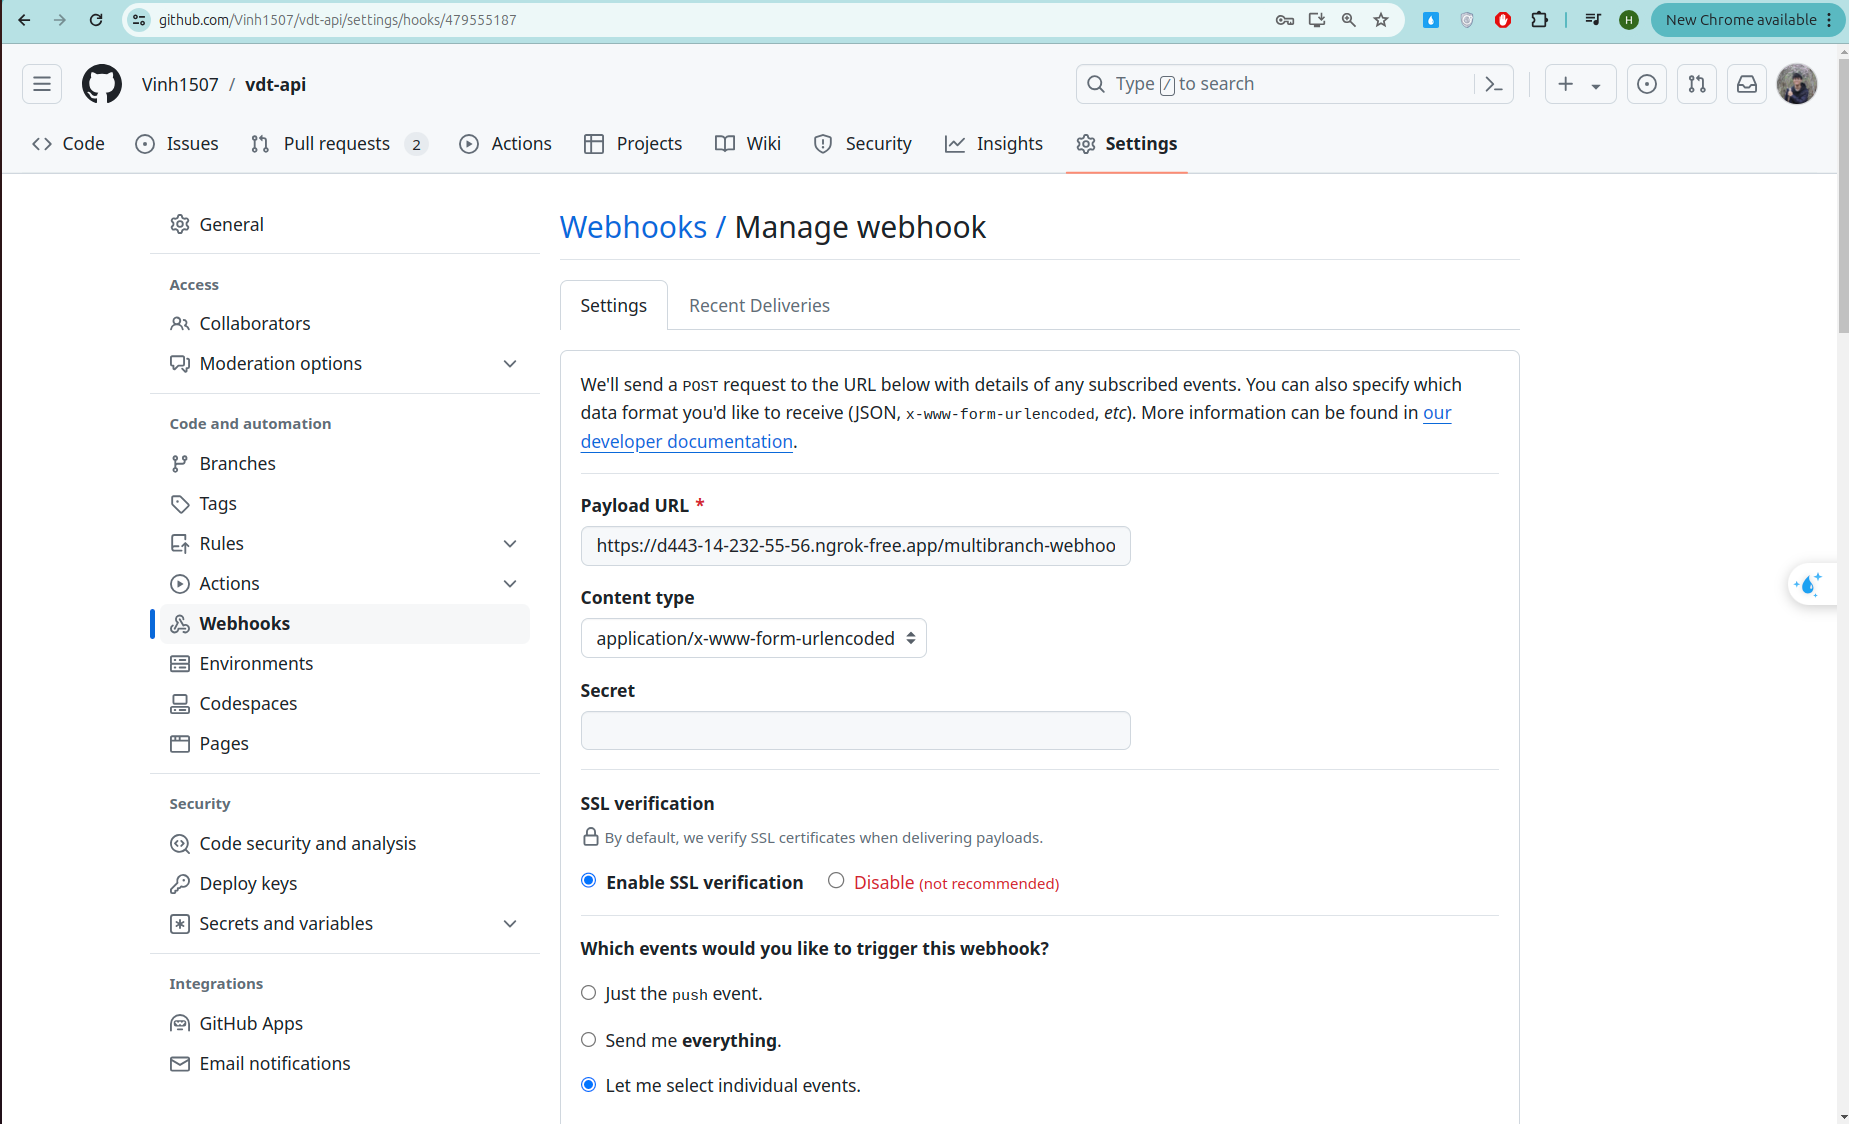 github.com/Vinh1507/vdt-api/settings/hooks/479555187
H
New Chrome available
Vinh1507 / vdt-api
Type / to search
Code
Issues
Pull requests 2
Actions
Projects
Wiki
Security
Insights
Settings
General
Access
Collaborators
Moderation options
Code and automation
Branches
Tags
Rules
Actions
Webhooks
Environments
Codespaces
Pages
Security
Code security and analysis
Deploy keys
Secrets and variables
Integrations
GitHub Apps
Email notifications
Webhooks / Manage webhook
Settings
Recent Deliveries
We'll send a POST request to the URL below with details of any subscribed events. You can also specify which
data format you'd like to receive (JSON, x-www-form-urlencoded, etc). More information can be found in our
developer documentation.
Payload URL *
https://d443-14-232-55-56.ngrok-free.app/multibranch-webhoo
Content type
application/x-www-form-urlencoded
Secret
SSL verification
By default, we verify SSL certificates when delivering payloads.
Enable SSL verification
Disable (not recommended)
Which events would you like to trigger this webhook?
Just the push event.
Send me everything.
Let me select individual events.